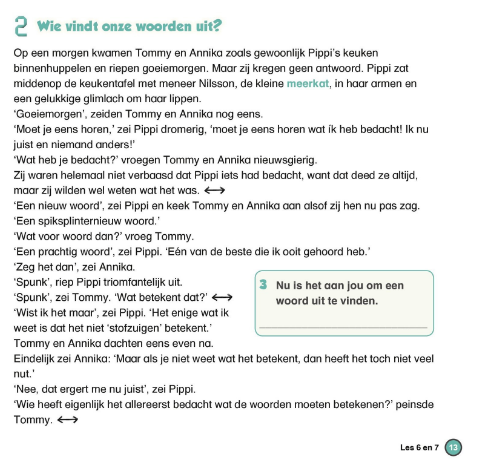 2 Wie vindt onze woorden uit?
Op een morgen kwamen Tommy en Annika zoals gewoonlijk Pippi's keuken
binnenhuppelen en riepen goeiemorgen. Maar zij kregen geen antwoord. Pippi zat
middenop de keukentafel met meneer Nilsson, de kleine meerkat, in haar armen en
een gelukkige glimlach om haar lippen.
'Goeiemorgen', zeiden Tommy en Annika nog eens.
'Moet je eens horen,' zei Pippi dromerig, 'moet je eens horen wat ík heb bedacht! Ik nu
juist en niemand anders!'
'Wat heb je bedacht?' vroegen Tommy en Annika nieuwsgierig.
Zij waren helemaal niet verbaasd dat Pippi iets had bedacht, want dat deed ze altijd,
maar zij wilden wel weten wat het was. ⟷
'Een nieuw woord', zei Pippi en keek Tommy en Annika aan alsof zij hen nu pas zag.
'Een spiksplinternieuw woord.'
'Wat voor woord dan?' vroeg Tommy.
'Een prachtig woord', zei Pippi. 'Eén van de beste die ik ooit gehoord heb.'
'Zeg het dan', zei Annika.
'Spunk', riep Pippi triomfantelijk uit.
'Spunk', zei Tommy. 'Wat betekent dat?' ⟷
'Wist ik het maar', zei Pippi. 'Het enige wat ik
weet is dat het niet 'stofzuigen' betekent.'
Tommy en Annika dachten eens even na.
Eindelijk zei Annika: 'Maar als je niet weet wat het betekent, dan heeft het toch niet veel
nut.'
'Nee, dat ergert me nu juist', zei Pippi.
'Wie heeft eigenlijk het allereerst bedacht wat de woorden moeten betekenen?' peinsde
Tommy. ⟷
3 Nu is het aan jou om een
woord uit te vinden.
Les 6 en 7 13